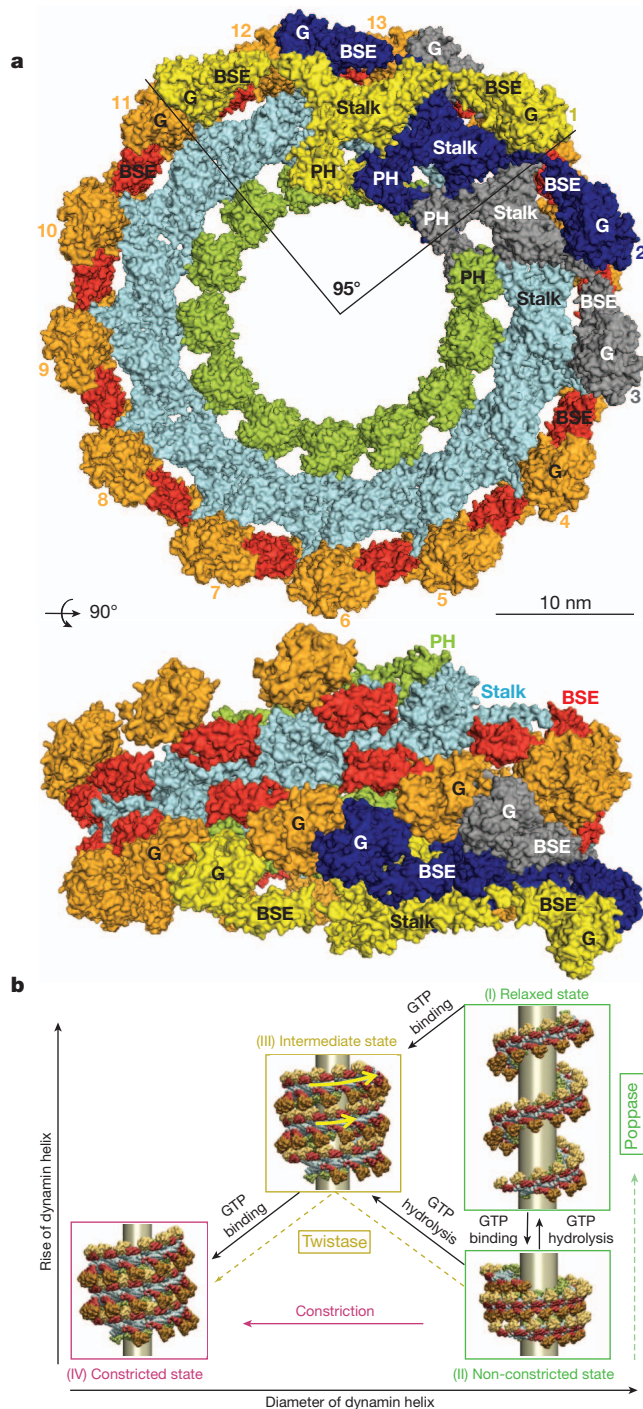 a
12
13
G
BSE
G
BSE
G
Stalk
BSE
G
1
11
G
BSE
Stalk
PH
PH
BSE
G
2
10
PH
Stalk
95°
PH
Stalk
BSE
G
3
9
BSE
G
4
8
7
6
5
90°
10 nm
PH
Stalk
BSE
G
G
G
G
G
G
BSE
BSE
Stalk
BSE
G
b
(I) Relaxed state
GTP
binding
(III) Intermediate state
Poppase
Rise of dynamin helix
GTP
binding
GTP
hydrolysis
GTP
binding
GTP
hydrolysis
Twistase
Constriction
(IV) Constricted state
(II) Non-constricted state
Diameter of dynamin helix